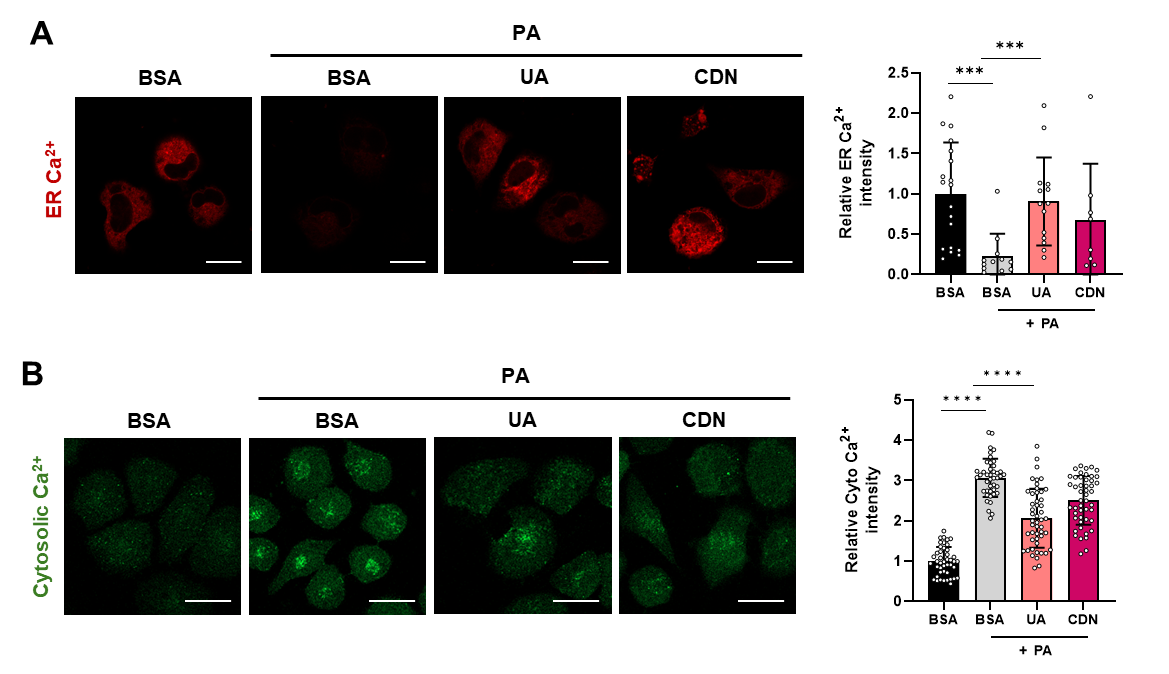 A
PA
BSA
BSA
UA
CDN
ER Ca2+
Relative ER Ca2+
intensity
***
***
2.5
2.0
1.5
1.0
0.5
0.0
BSA
BSA
UA
CDN
+ PA
B
PA
BSA
BSA
UA
CDN
Cytosolic Ca2+
Relative Cyto Ca2+
intensity
****
****
5
4
3
2
1
0
BSA
BSA
UA
CDN
+ PA